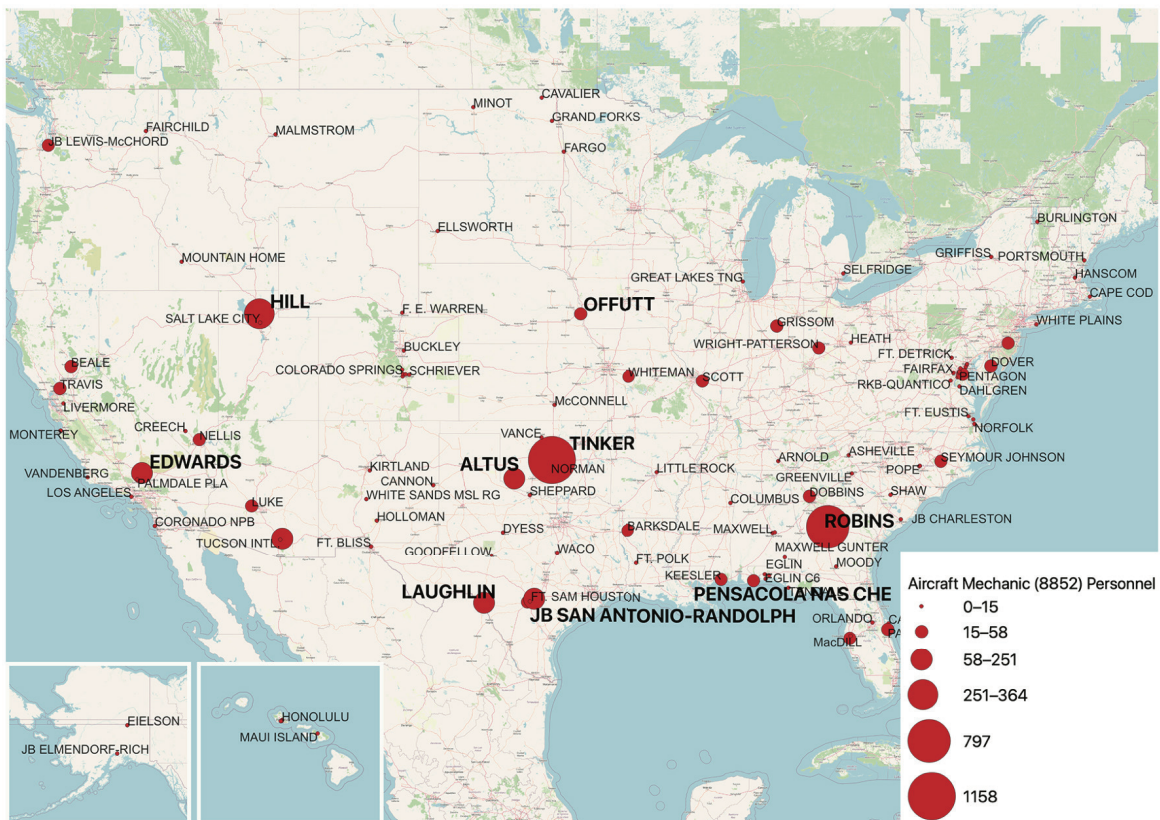 CAVALIER
MINOT
GRAND FORKS
FAIRCHILD
MALMSTROM
JB LEWIS-McCHORD
FARGO
BURLINGTON
ELLSWORTH
GRIFFISS
PORTSMOUTH
MOUNTAIN HOME
SELFRIDGE
HANSCOM
GREAT LAKES TNG
CAPE COD
HILL
OFFUTT
F. E. WARREN
SALT LAKE CITY
GRISSOM
WHITE PLAINS
HEATH
WRIGHT-PATTERSON
BUCKLEY
FT. DETRICK
BEALE
DOVER
COLORADO SPRINGS
SCHRIEVER
FAIRFAX
WHITEMAN
SCOTT
PENTAGON
TRAVIS
RKB-QUANTICO
DAHLGREN
McCONNELL
LIVERMORE
FT. EUSTIS
CREECH
NORFOLK
MONTEREY
NELLIS
VANCE
TINKER
ASHEVILLE
ARNOLD
SEYMOUR JOHNSON
EDWARDS
ALTUS
KIRTLAND
NORMAN
LITTLE ROCK
POPE
VANDENBERG
GREENVILLE
PALMDALE PLA
CANNON
LOS ANGELES
WHITE SANDS MSL RG
SHEPPARD
DOBBINS
SHAW
LUKE
COLUMBUS
CORONADO NPB
HOLLOMAN
ROBINS
JB CHARLESTON
BARKSDALE
DYESS
MAXWELL
TUCSON INTL
FT. BLISS
MAXWELL GUNTER
GOODFELLOW
WACO
FT. POLK
EGLIN
MOODY
KEESLER
EGLIN C6
LAUGHLIN
PENSACOLA NAS CHE
FT. SAM HOUSTON
JB SAN ANTONIO-RANDOLPH
ORLANDO
MacDILL
EIELSON
JB ELMENDORF-RICH
HONOLULU
MAUI ISLAND
Aircraft Mechanic (8852) Personnel
0–15
15–58
58–251
251–364
797
1158